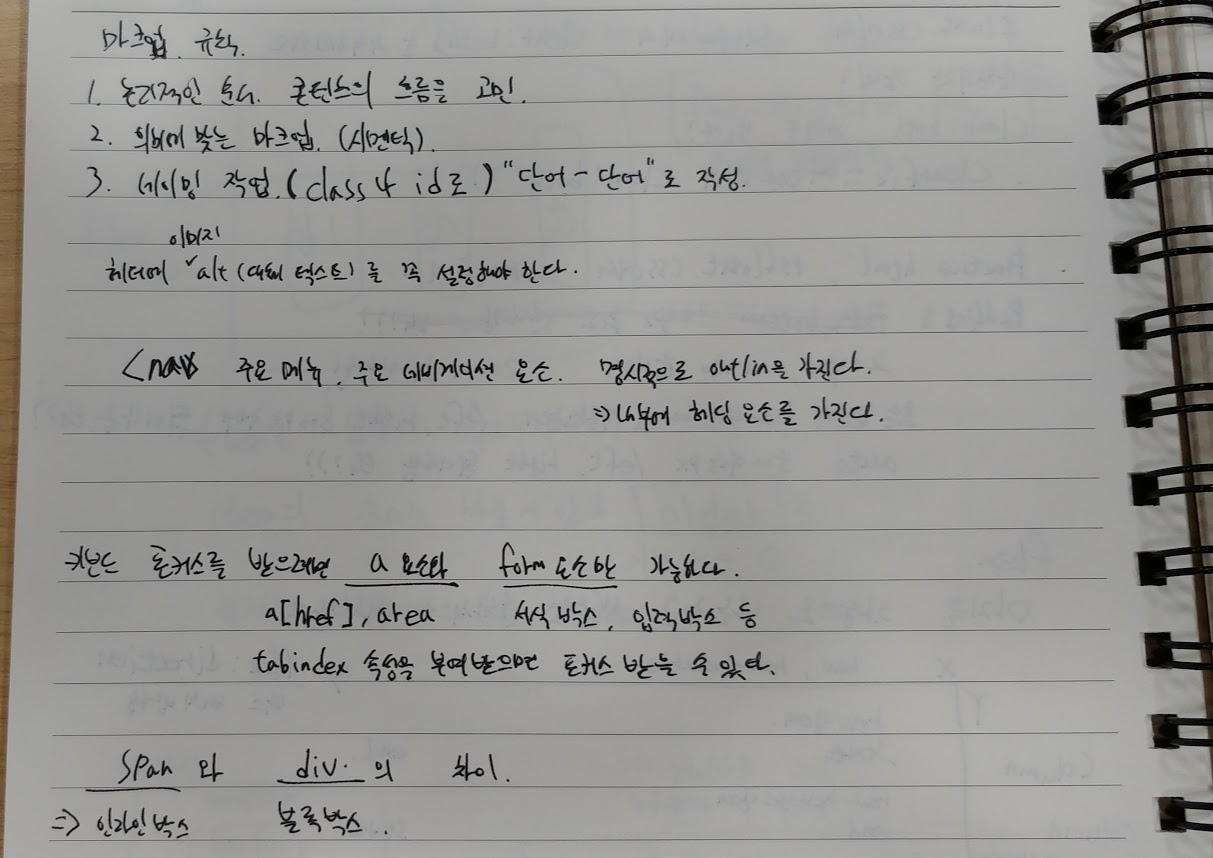 마크업 규칙.
1. 논리적인 순서. 콘텐츠의 흐름을 고민.
2. 의미에 맞는 마크업. (시멘틱).
3. 네이밍 작업. (class나 id로) "단어-단어"로 작성.
이미지
헤더에 ˅alt (대체 텍스트)를 꼭 설정해야 한다.
<nav> 주요 메뉴, 주요 네비게이션 요소. 명시적으로 out/in을 가진다.
⇒ 내부에 헤딩 요소를 가진다.
키보드 포커스를 받으려면 a 요소와 form 요소만 가능하다.
a[href], area 서식 박스, 입력박스 등
tabindex 속성을 부여받으면 포커스 받을 수 있다.
span 와 div. 의 차이.
⇒ 인라인박스 블록박스.